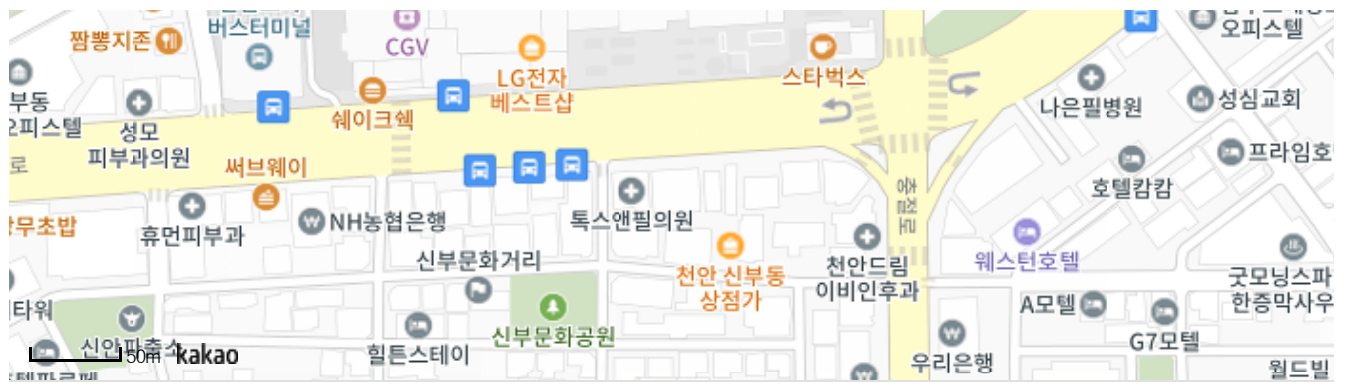 버스터미널
짬뽕지존
CGV
LG전자
베스트샵
스타벅스
오피스텔
나은필병원
성심교회
부동
오피스텔
성모
피부과의원
쉐이크쉑
로
써브웨이
프라임호
호텔캄캄
충절로
무초밥
휴먼피부과
NH농협은행
톡스앤필의원
신부문화거리
천안 신부동
상점가
천안드림
이비인후과
웨스턴호텔
굿모닝스파
한증막사우
타워
신안파출소
신부문화공원
A모텔
G7모텔
50m
kakao
힐튼스테이
우리은행
월드빌